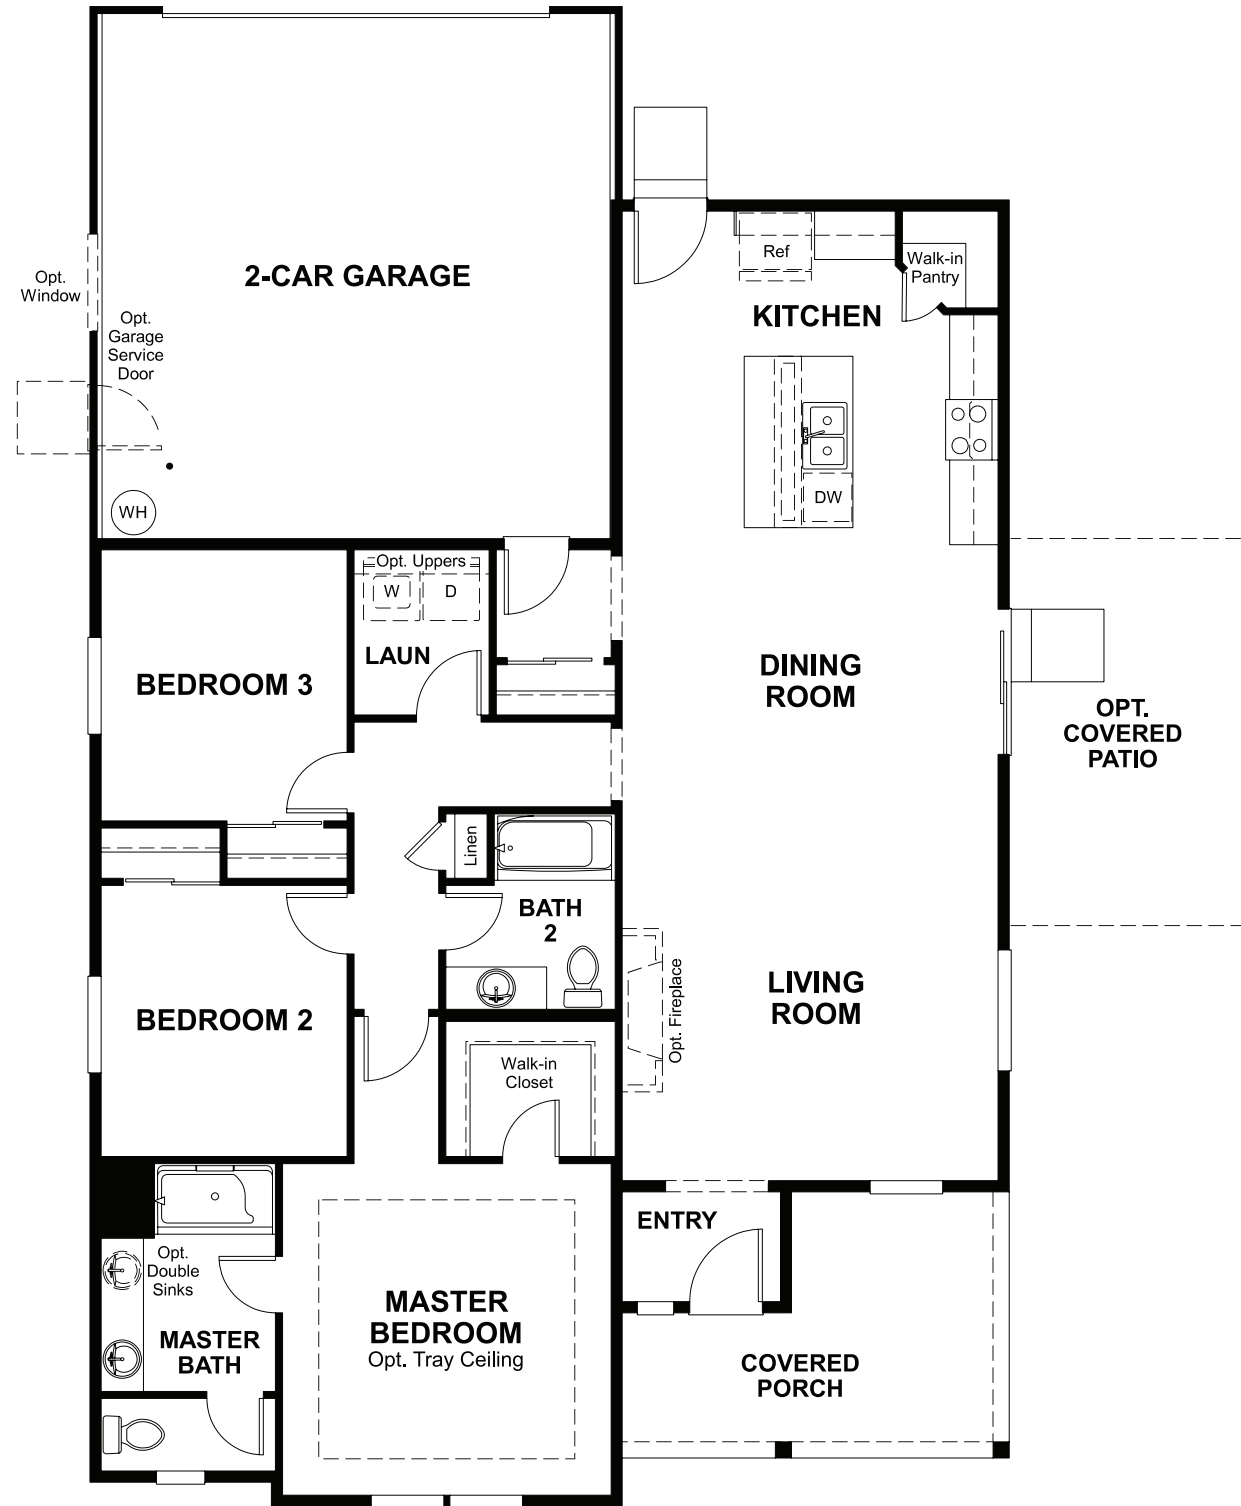 2-CAR GARAGE
Opt.
Window
Opt.
Garage
Service
Door
WH
Ref
Walk-in
Pantry
KITCHEN
DW
Opt. Uppers
W
D
LAUN
BEDROOM 3
DINING
ROOM
OPT.
COVERED
PATIO
Linen
BATH
2
BEDROOM 2
Opt. Fireplace
LIVING
ROOM
Walk-in
Closet
ENTRY
Opt.
Double
Sinks
MASTER
BATH
MASTER
BEDROOM
Opt. Tray Ceiling
COVERED
PORCH